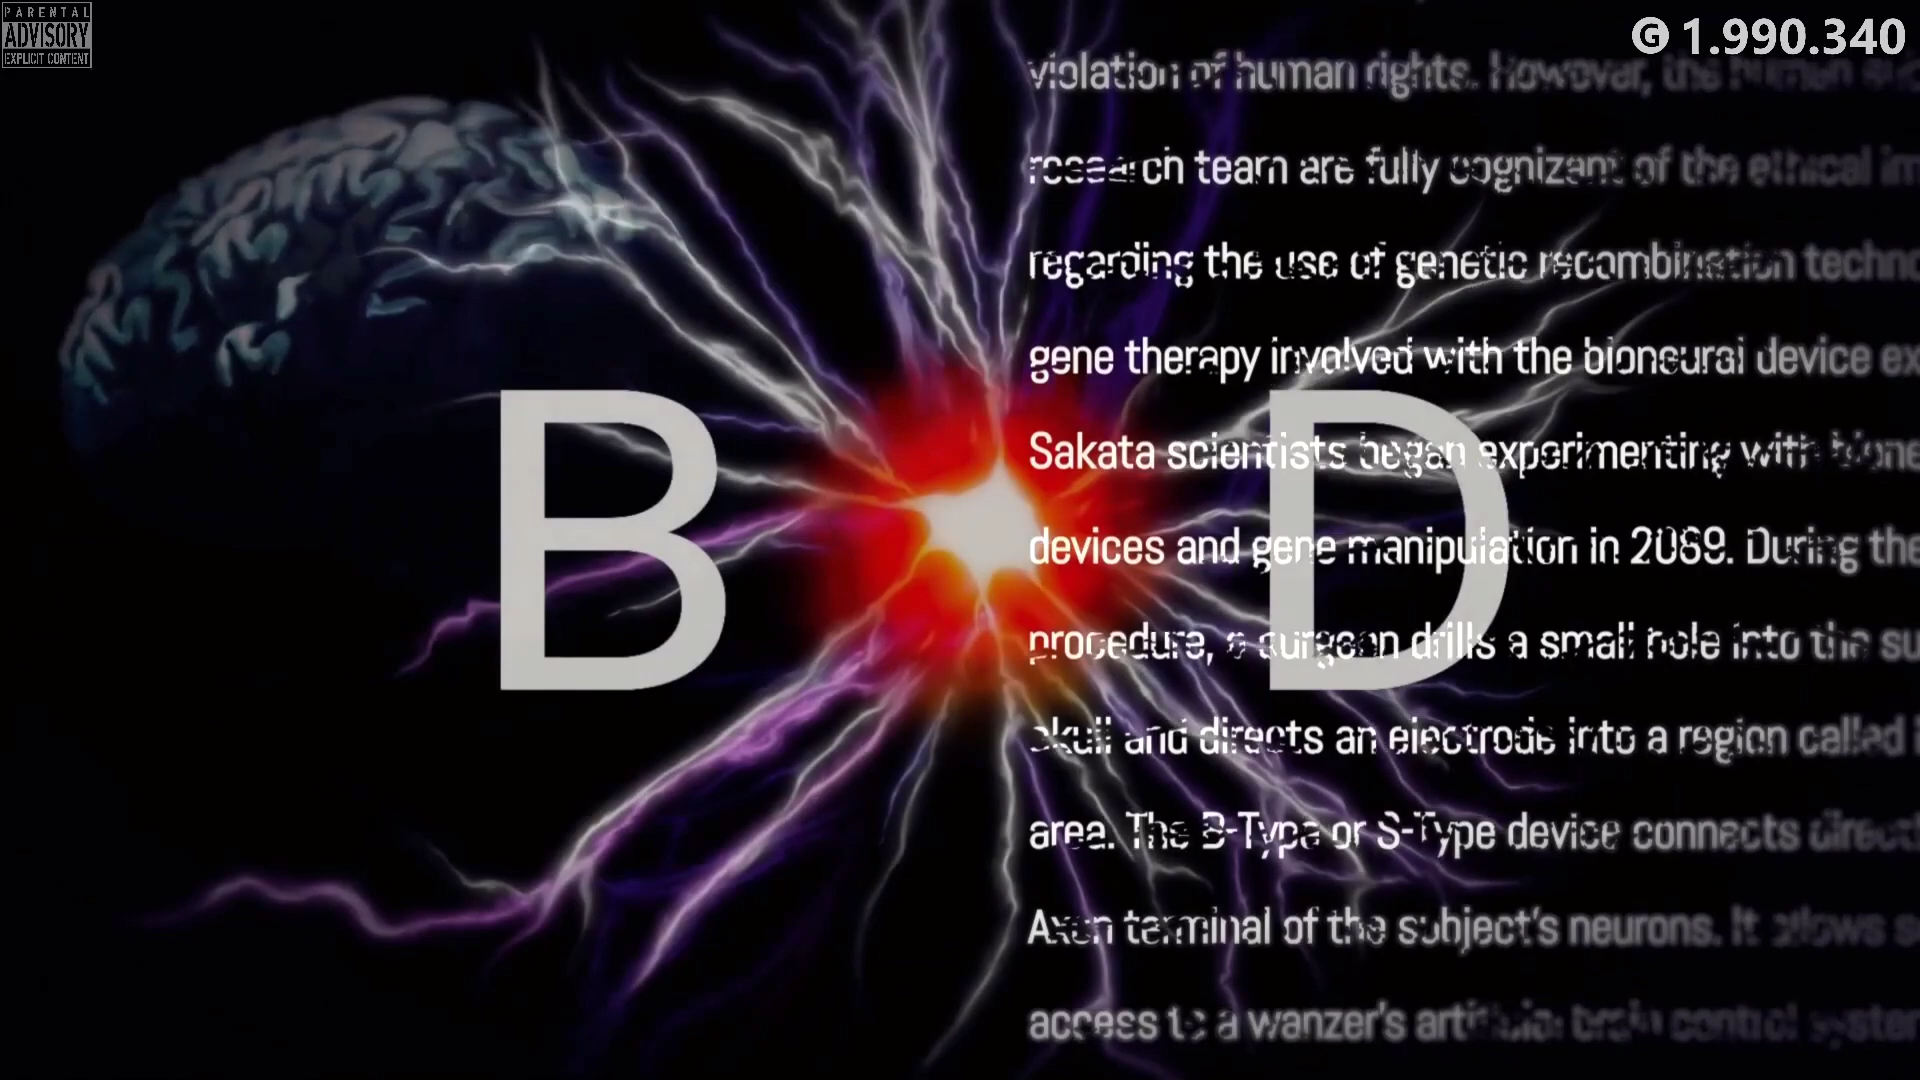 PARENTAL
ADVISORY
EXPLICIT CONTENT
G 1.990.340
violation of human rights. However, the human
research team are fully cognizant of the ethical
regarding the use of genetic recombination
gene therapy involved with the bioneural device
B D
Sakata scientists began experimenting with
devices and gene manipulation in 2089. During the
procedure, a surgeon drills a small hole into the
skull and directs an electrode into a region called
area. The B-Type or S-Type device connects
Axon terminal of the subject's neurons. It allows
access to a wanzer's artificial brain control